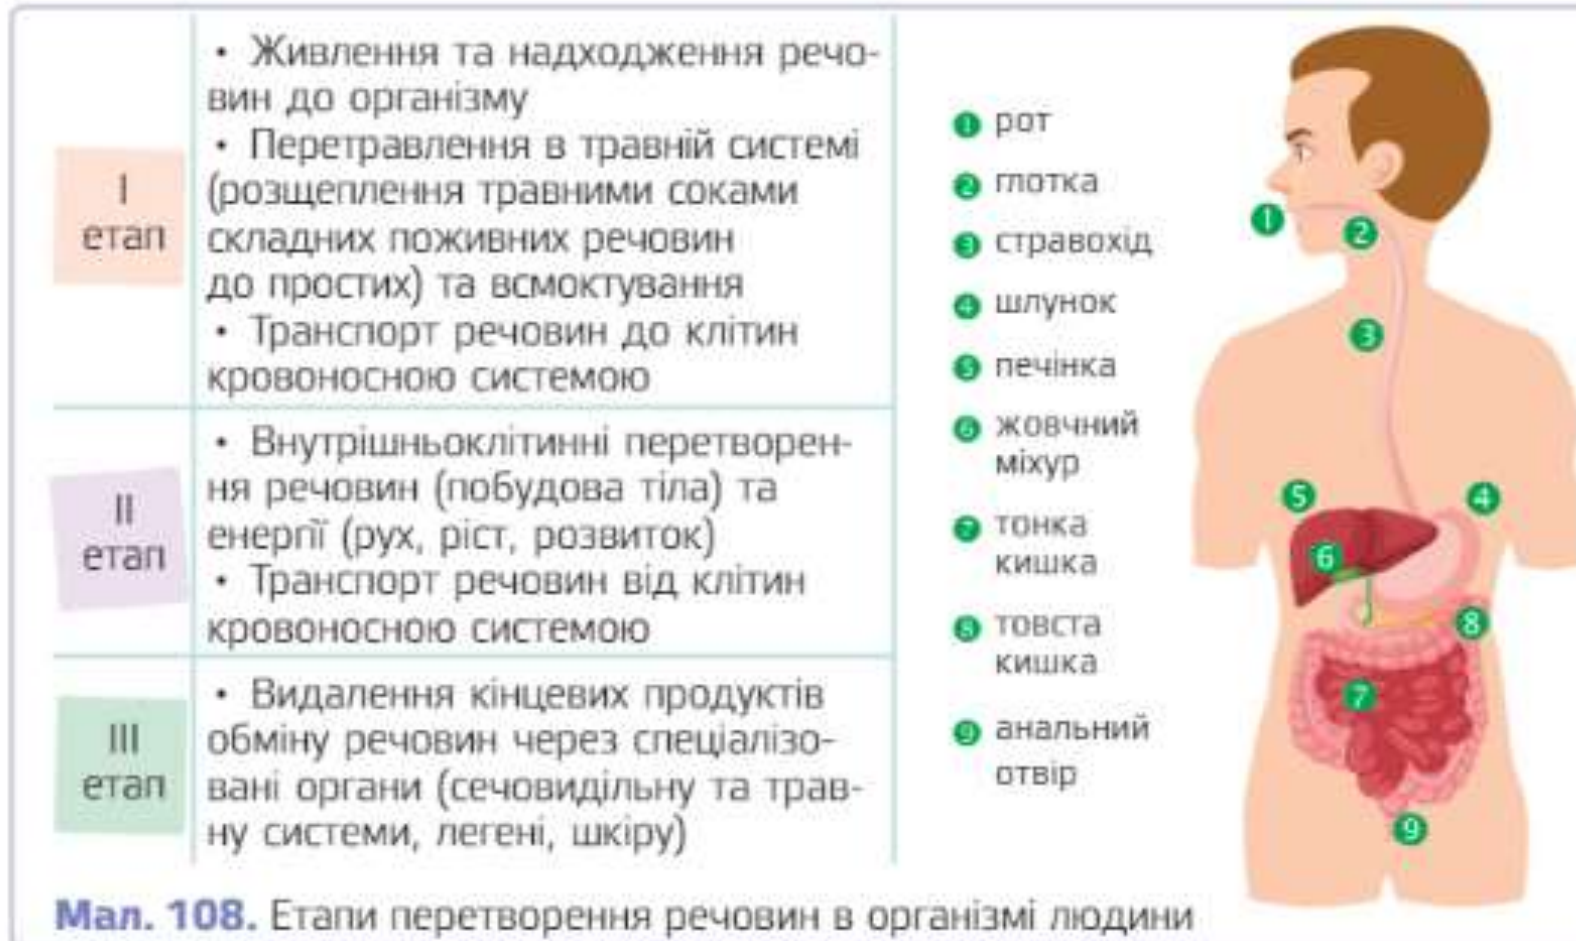 I
етап
• Живлення та надходження речо-
вин до організму
• Перетравлення в травній системі
(розщеплення травними соками
складних поживних речовин
до простих) та всмоктування
• Транспорт речовин до клітин
кровоносною системою
II
етап
• Внутрішньоклітинні перетворен-
ня речовин (побудова тіла) та
енергії (рух, ріст, розвиток)
• Транспорт речовин від клітин
кровоносною системою
III
етап
• Видалення кінцевих продуктів
обміну речовин через спеціалізо-
вані органи (сечовидільну та трав-
ну системи, легені, шкіру)
1 рот
2 глотка
3 стравохід
4 шлунок
5 печінка
6 жовчний
міхур
7 тонка
кишка
8 товста
кишка
9 анальний
отвір
1
2
3
5
4
6
8
7
9
Мал. 108. Етапи перетворення речовин в організмі людини